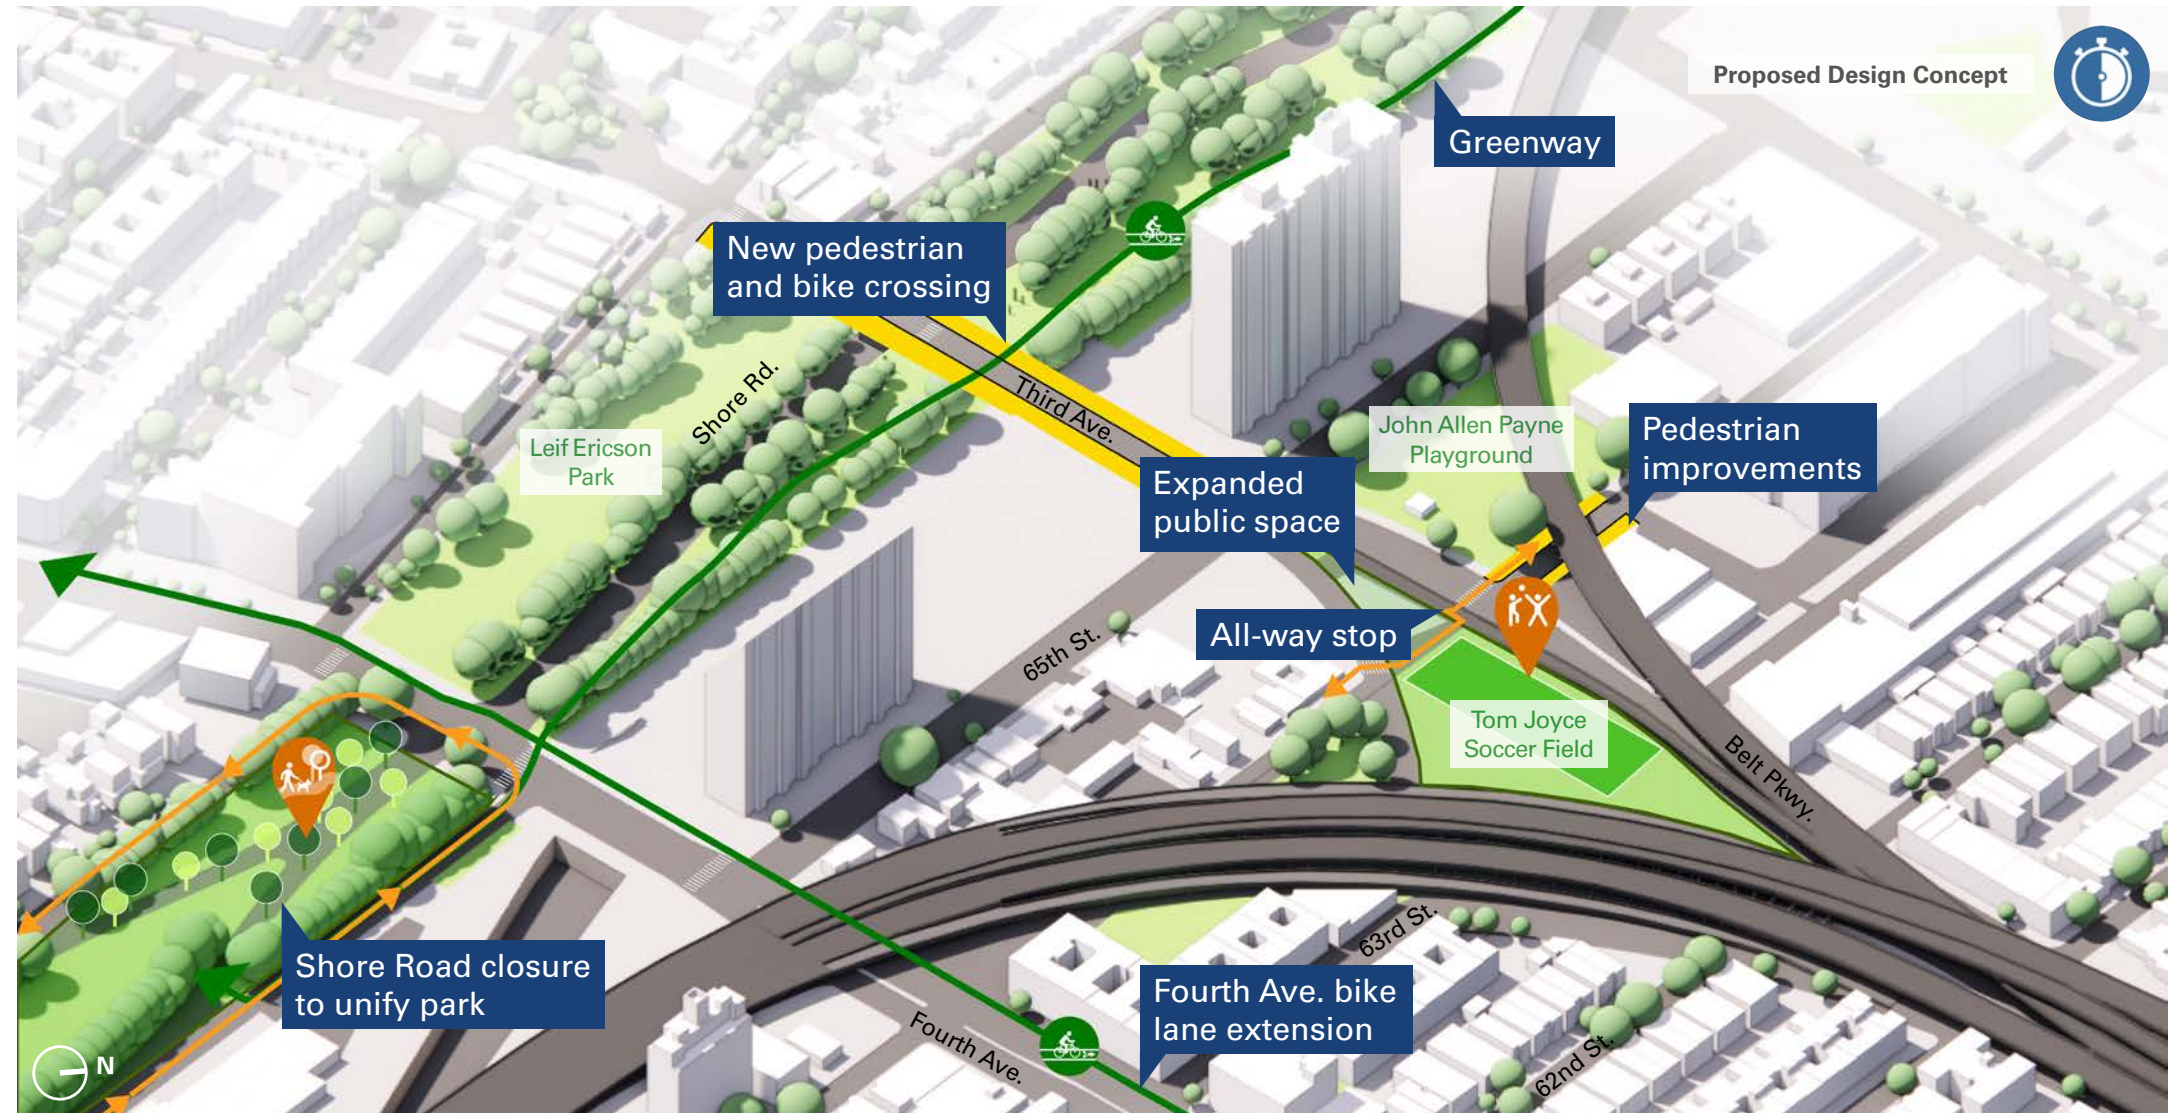 Proposed Design Concept
Greenway
New pedestrian
and bike crossing
Shore Rd.
Third Ave.
Leif Ericson
Park
John Allen Payne
Playground
Pedestrian
improvements
Expanded
public space
All-way stop
65th St.
Tom Joyce
Soccer Field
Belt Pkwy.
Shore Road closure
to unify park
63rd St.
Fourth Ave. bike
lane extension
Fourth Ave.
62nd St.
N